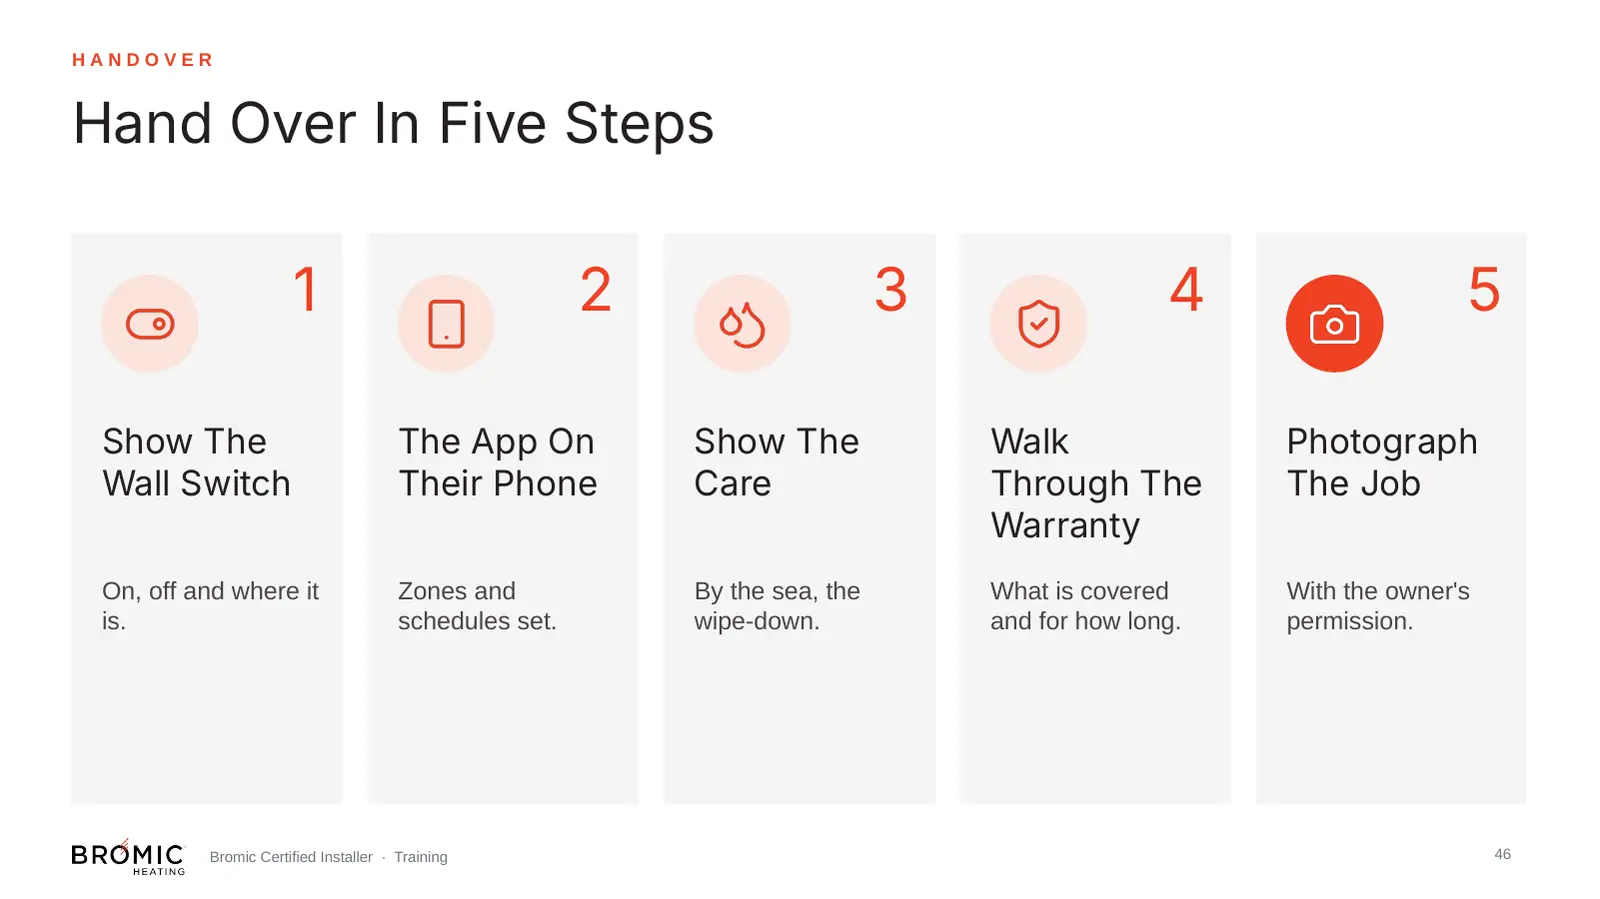 HANDOVER
Hand Over In Five Steps
1
Show The
Wall Switch
On, off and where it
is.
2
The App On
Their Phone
Zones and
schedules set.
3
Show The
Care
By the sea, the
wipe-down.
4
Walk
Through The
Warranty
What is covered
and for how long.
5
Photograph
The Job
With the owner's
permission.
BROMIC
HEATING
Bromic Certified Installer · Training
46